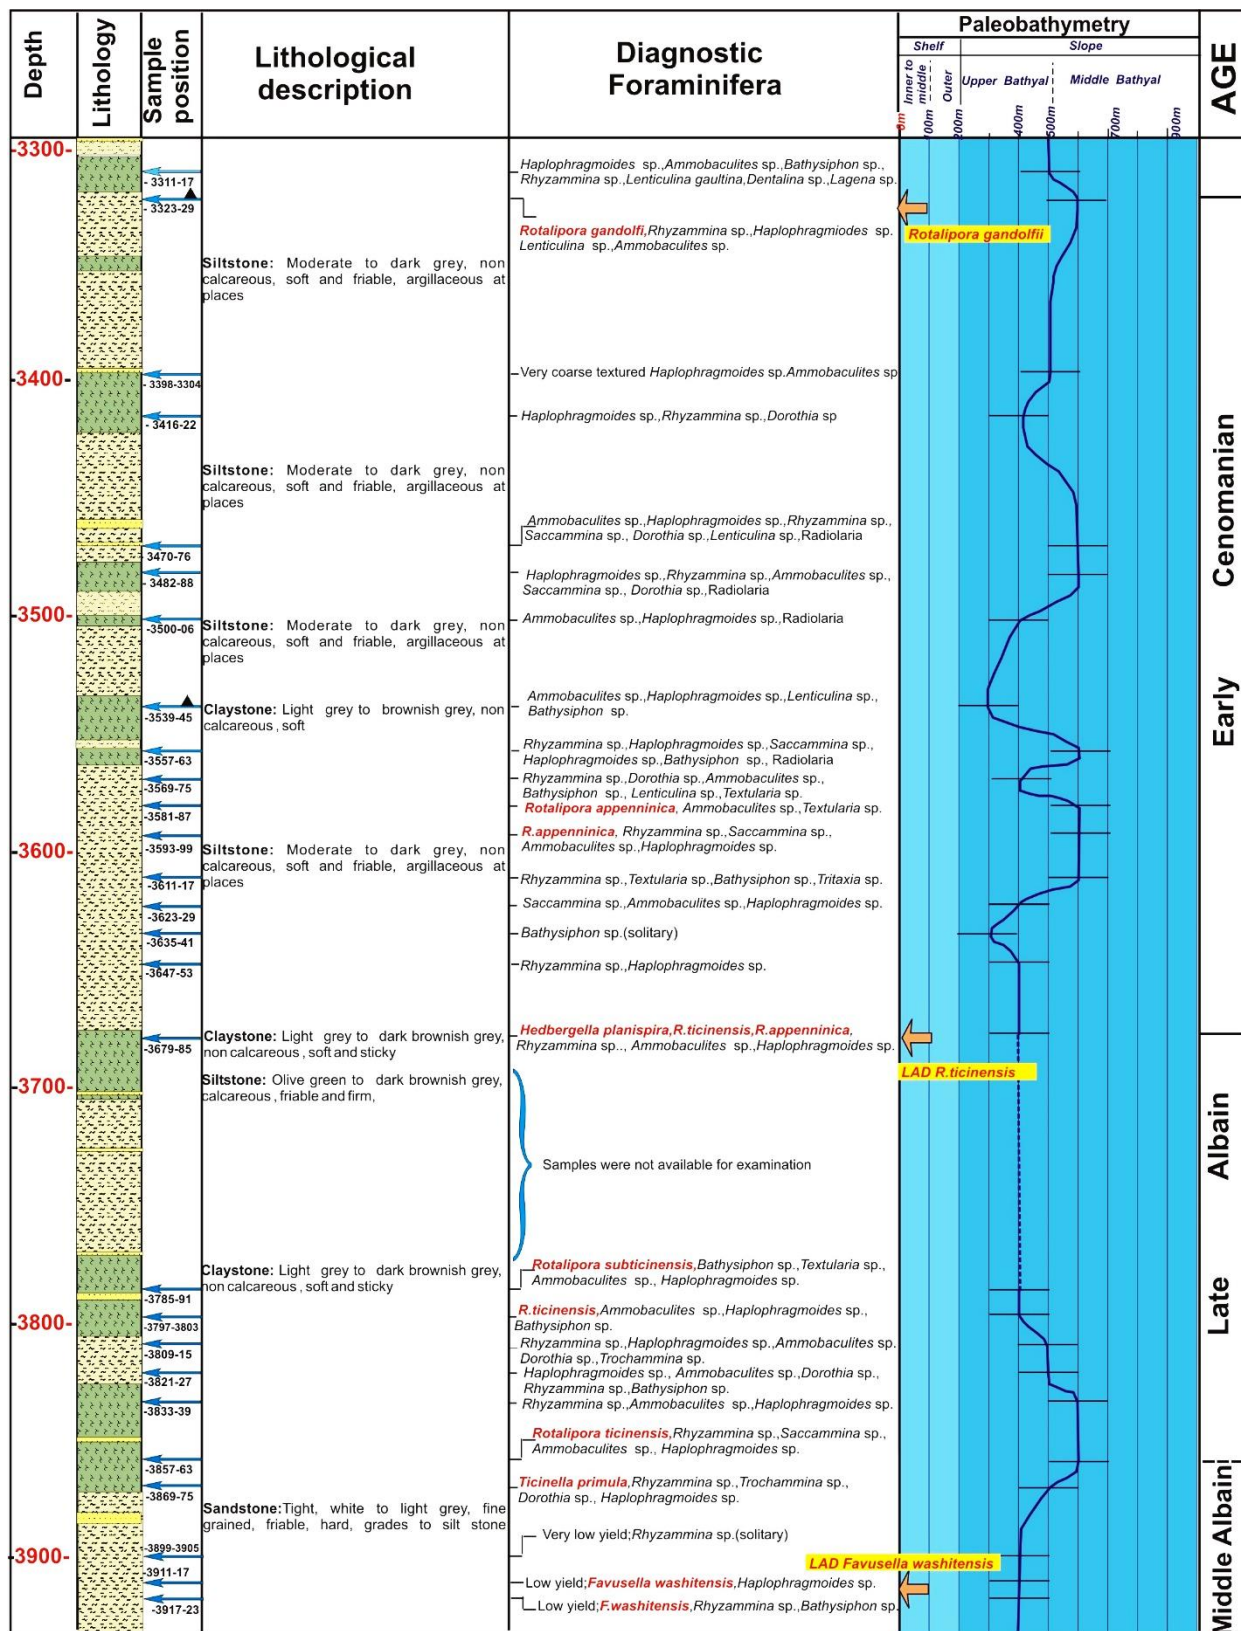 Depth
Lithology
Sample
position
Lithological
description
Diagnostic
Foraminifera
Paleobathymetry
Shelf
Slope
Inner to
middle
Outer
Upper Bathyal
Middle Bathyal
0m
100m
200m
400m
500m
700m
900m
AGE
-3300-
- 3311-17
Haplophragmoides sp.,Ammobaculites sp.,Bathysiphon sp.,
Rhyzammina sp.,Lenticulina gaultina,Dentalina sp.,Lagena sp.
- 3323-29
Rotalipora gandolfi,Rhyzammina sp.,Haplophragmiodes sp.
Lenticulina sp.,Ammobaculites sp.
Rotalipora gandolfii
Siltstone: Moderate to dark grey, non
calcareous, soft and friable, argillaceous at
places
-3400-
- 3398-3304
Very coarse textured Haplophragmoides sp.Ammobaculites sp
- 3416-22
Haplophragmoides sp.,Rhyzammina sp.,Dorothia sp
Siltstone: Moderate to dark grey, non
calcareous, soft and friable, argillaceous at
places
Cenomanian
3470-76
Ammobaculites sp.,Haplophragmoides sp.,Rhyzammina sp.,
Saccammina sp., Dorothia sp.,Lenticulina sp.,Radiolaria
- 3482-88
Haplophragmoides sp.,Rhyzammina sp.,Ammobaculites sp.,
Saccammina sp., Dorothia sp.,Radiolaria
-3500-
-3500-06
Ammobaculites sp.,Haplophragmoides sp.,Radiolaria
Siltstone: Moderate to dark grey, non
calcareous, soft and friable, argillaceous at
places
Early
-3539-45
Claystone: Light grey to brownish grey, non
calcareous , soft
Ammobaculites sp.,Haplophragmoides sp.,Lenticulina sp.,
Bathysiphon sp.
-3557-63
Rhyzammina sp.,Haplophragmoides sp.,Saccammina sp.,
Haplophragmoides sp.,Bathysiphon sp., Radiolaria
-3569-75
Rhyzammina sp.,Dorothia sp.,Ammobaculites sp.,
Bathysiphon sp., Lenticulina sp.,Textularia sp.
-3581-87
Rotalipora appenninica, Ammobaculites sp.,Textularia sp.
-3593-99
R.appenninica, Rhyzammina sp.,Saccammina sp.,
Ammobaculites sp.,Haplophragmoides sp.
-3600-
Siltstone: Moderate to dark grey, non
calcareous, soft and friable, argillaceous at
places
-3611-17
Rhyzammina sp.,Textularia sp.,Bathysiphon sp.,Tritaxia sp.
-3623-29
Saccammina sp.,Ammobaculites sp.,Haplophragmoides sp.
-3635-41
Bathysiphon sp.(solitary)
-3647-53
Rhyzammina sp.,Haplophragmoides sp.
-3679-85
Claystone: Light grey to dark brownish grey,
non calcareous , soft and sticky
Hedbergella planispira,R.ticinensis,R.appenninica,
Rhyzammina sp.., Ammobaculites sp.,Haplophragmoides sp.
LAD R.ticinensis
-3700-
Siltstone: Olive green to dark brownish grey,
calcareous , friable and firm,
Samples were not available for examination
Albain
Late
Claystone: Light grey to dark brownish grey,
non calcareous , soft and sticky
-3785-91
Rotalipora subticinensis,Bathysiphon sp.,Textularia sp.,
Ammobaculites sp., Haplophragmoides sp.
-3800-
-3797-3803
R.ticinensis,Ammobaculites sp.,Haplophragmoides sp.,
Bathysiphon sp.
-3809-15
Rhyzammina sp.,Haplophragmoides sp.,Ammobaculites sp.
Dorothia sp.,Trochammina sp.
-3821-27
Haplophragmoides sp., Ammobaculites sp.,Dorothia sp.,
Rhyzammina sp.,Bathysiphon sp.
-3833-39
Rhyzammina sp.,Ammobaculites sp.,Haplophragmoides sp.
-3857-63
Rotalipora ticinensis,Rhyzammina sp.,Saccammina sp.,
Ammobaculites sp., Haplophragmoides sp.
-3869-75
Ticinella primula,Rhyzammina sp.,Trochammina sp.,
Dorothia sp., Haplophragmoides sp.
Sandstone:Tight, white to light grey, fine
grained, friable, hard, grades to silt stone
Middle Albain
-3900-
-3899-3905
Very low yield;Rhyzammina sp.(solitary)
LAD Favusella washitensis
-3911-17
Low yield;Favusella washitensis,Haplophragmoides sp.
-3917-23
Low yield;F.washitensis,Rhyzammina sp.,Bathysiphon sp.